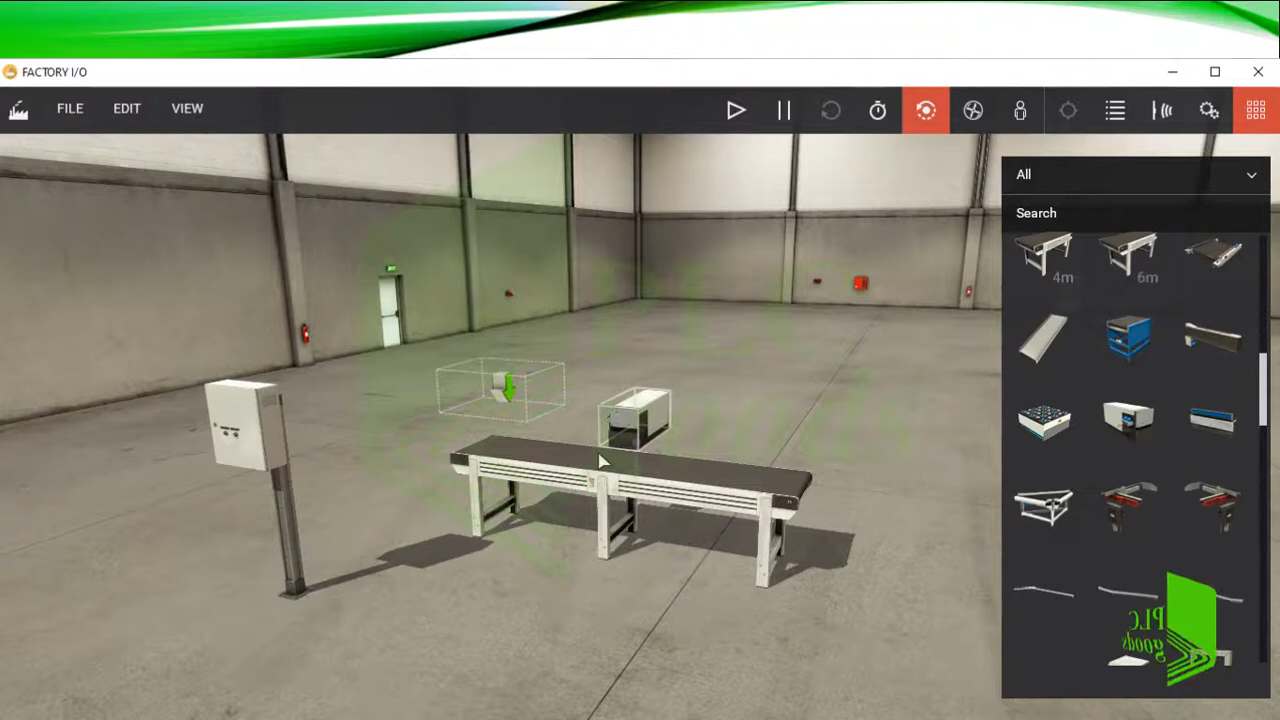 FACTORY I/O
FILE EDIT VIEW
All
Search
4m 6m
PLC
goods